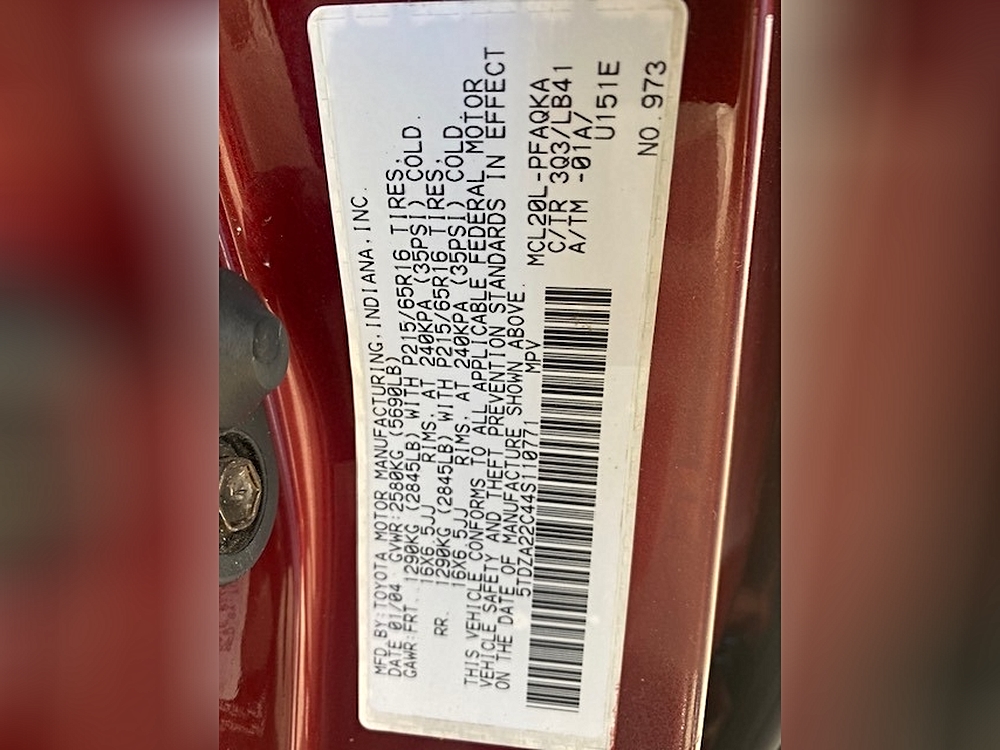 MFD BY:TOYOTA MOTOR MANUFACTURING, INDIANA, INC.
DATE 01/04 GVWR:2580KG (5690LB)
GAWR:FRT. 1290KG (2845LB) WITH P215/65R16 TIRES,
16X6.5JJ RIMS, AT 240KPA (35PSI) COLD.
RR. 1290KG (2845LB) WITH P215/65R16 TIRES,
16X6.5JJ RIMS, AT 240KPA (35PSI) COLD.
THIS VEHICLE CONFORMS TO ALL APPLICABLE FEDERAL MOTOR
VEHICLE SAFETY AND THEFT PREVENTION STANDARDS IN EFFECT
ON THE DATE OF MANUFACTURE SHOWN ABOVE.
5TDZA22C44S110771 MPV
MCL20L-PFAQKA
C/TR 3Q3/LB41
A/TM -01A/
U151E
NO.973